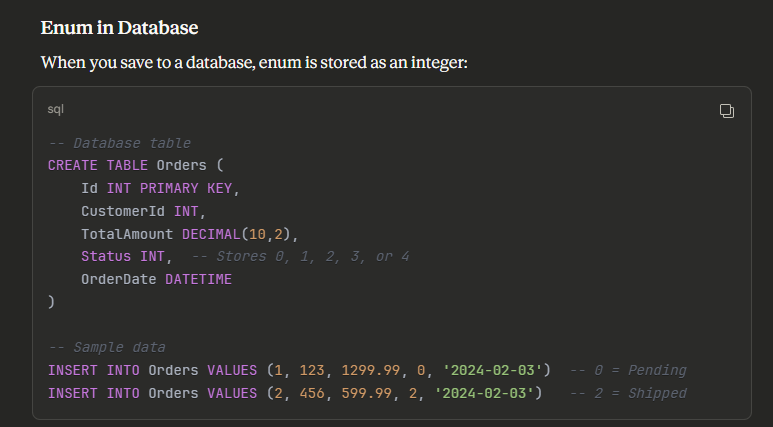 Enum in Database
When you save to a database, enum is stored as an integer:
sql
-- Database table
CREATE TABLE Orders (
    Id INT PRIMARY KEY,
    CustomerId INT,
    TotalAmount DECIMAL(10,2),
    Status INT,  -- Stores 0, 1, 2, 3, or 4
    OrderDate DATETIME
)
-- Sample data
INSERT INTO Orders VALUES (1, 123, 1299.99, 0, '2024-02-03')  -- 0 = Pending
INSERT INTO Orders VALUES (2, 456, 599.99, 2, '2024-02-03')   -- 2 = Shipped